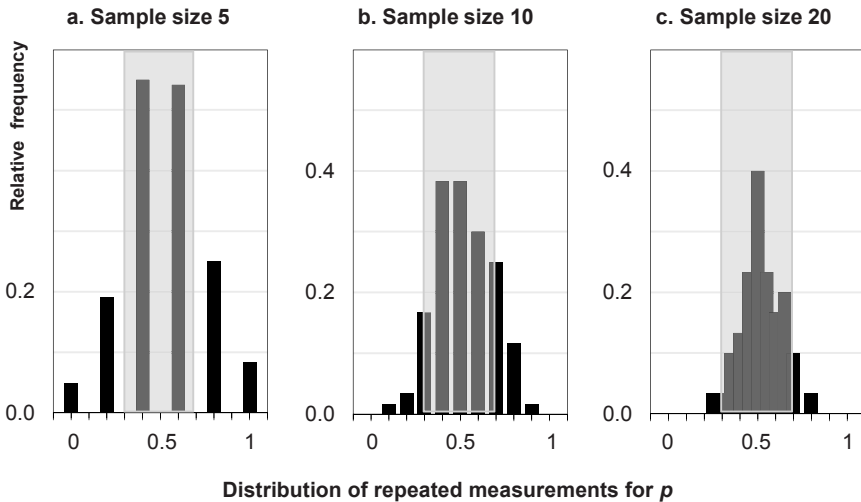 a. Sample size 5
b. Sample size 10
c. Sample size 20
Relative frequency
0.2
0.0
0 0.5 1
0.4
0.2
0.0
0 0.5 1
0.4
0.2
0.0
0 0.5 1
Distribution of repeated measurements for p